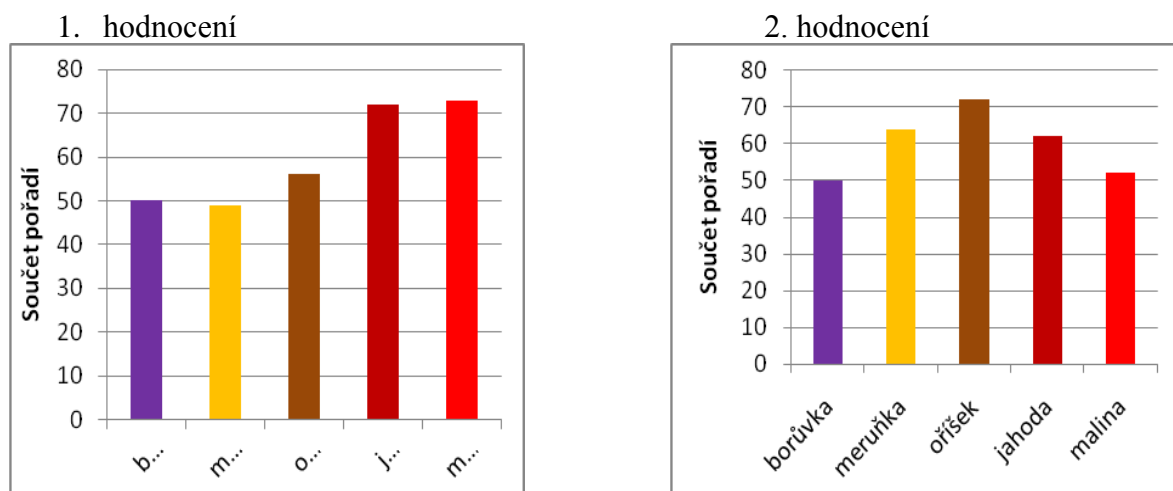 1. hodnocení
80
70
60
50
40
30
20
10
0
Součet pořadí
b...
m...
o...
j...
m...
2. hodnocení
80
70
60
50
40
30
20
10
0
Součet pořadí
borůvka
meruňka
oříšek
jahoda
malina